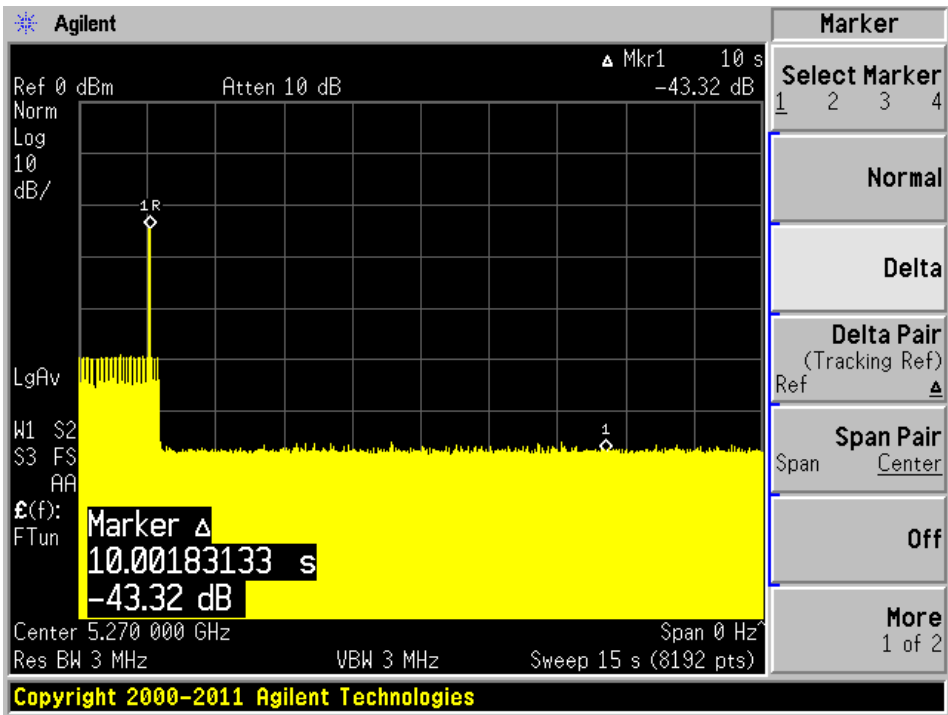 Agilent
Marker
Δ Mkr1 10 s
Ref 0 dBm Atten 10 dB -43.32 dB
Norm
Log
10
dB/
1R
LgAv
1
W1 S2
S3 FS
AA
£(f):
FTun
Marker Δ
10.00183133 s
-43.32 dB
Center 5.270 000 GHz Span 0 Hz^
Res BW 3 MHz VBW 3 MHz Sweep 15 s (8192 pts)
Copyright 2000-2011 Agilent Technologies
Select Marker
1 2 3 4
Normal
Delta
Delta Pair
(Tracking Ref)
Ref Δ
Span Pair
Span Center
Off
More
1 of 2